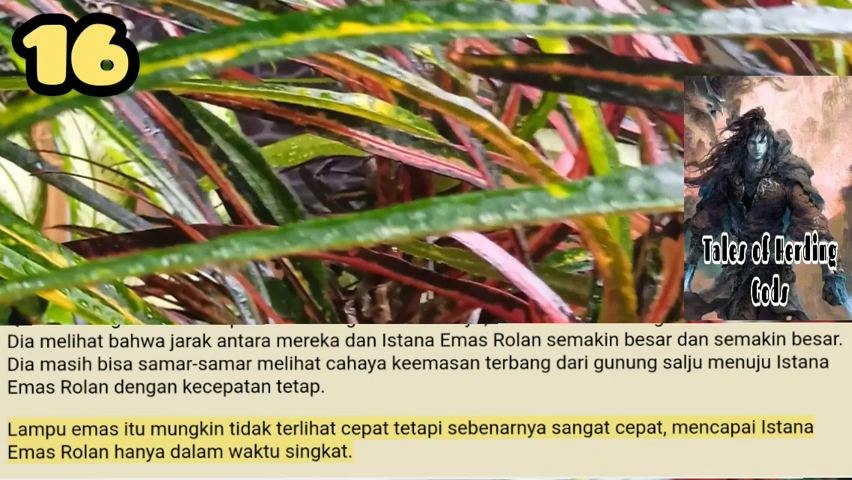 16
Tales of Herding
Gods
Dia melihat bahwa jarak antara mereka dan Istana Emas Rolan semakin besar dan semakin besar.
Dia masih bisa samar-samar melihat cahaya keemasan terbang dari gunung salju menuju Istana
Emas Rolan dengan kecepatan tetap.
Lampu emas itu mungkin tidak terlihat cepat tetapi sebenarnya sangat cepat, mencapai Istana
Emas Rolan hanya dalam waktu singkat.